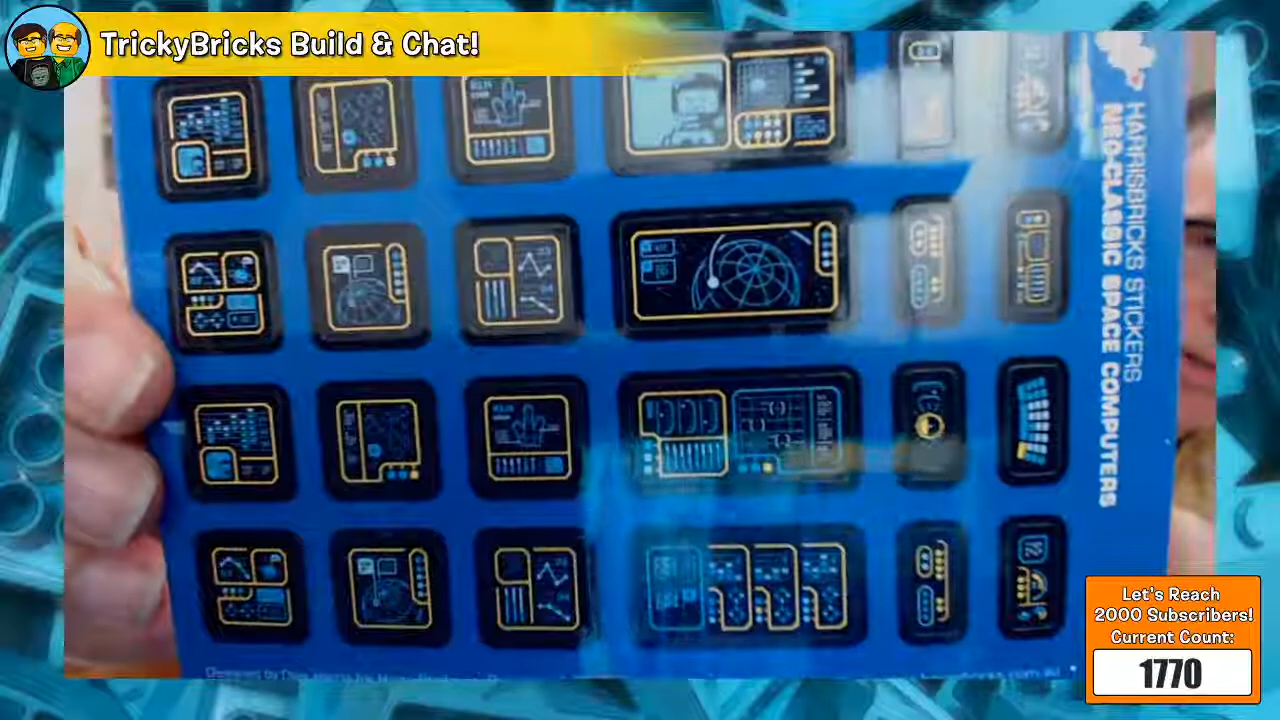 TrickyBricks Build & Chat!
HARRISBRICKS STICKERS
NEO-CLASSIC SPACE COMPUTERS
Let's Reach
2000 Subscribers!
Current Count:
1770